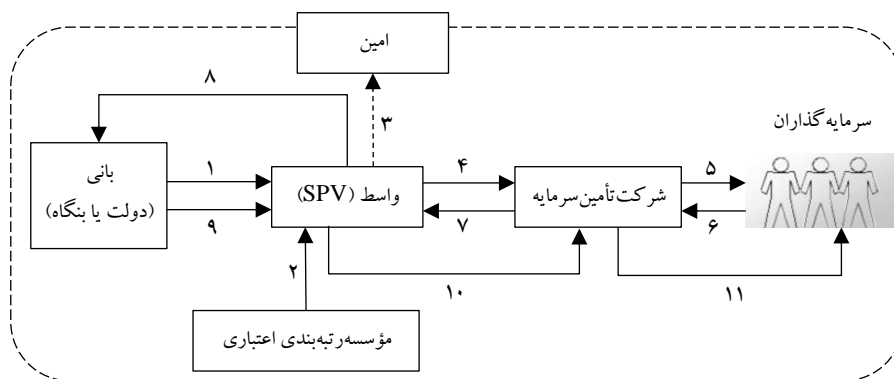 امین
۸
۳
سرمایه‌گذاران
بانی
(دولت یا بنگاه)
۱
۹
واسط (SPV)
۴
۷
شرکت تأمین سرمایه
۵
۶
۲
۱۰
۱۱
مؤسسه رتبه‌بندی اعتباری